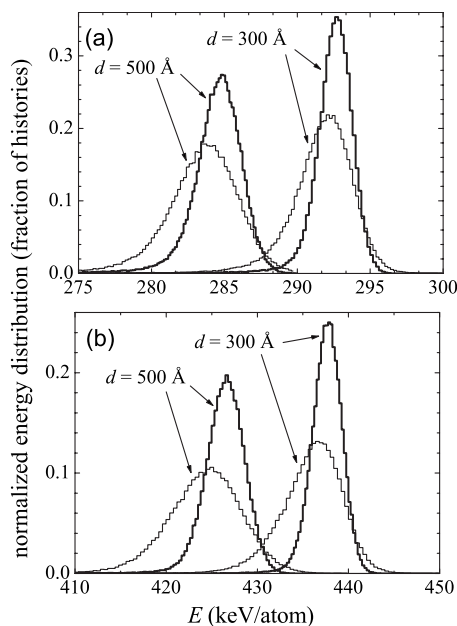 normalized energy distribution (fraction of histories)
(a)
d = 500 Å
d = 300 Å
0.3
0.2
0.1
0.0
275 280 285 290 295 300
(b)
d = 300 Å
d = 500 Å
0.2
0.1
0.0
410 420 430 440 450
E (keV/atom)